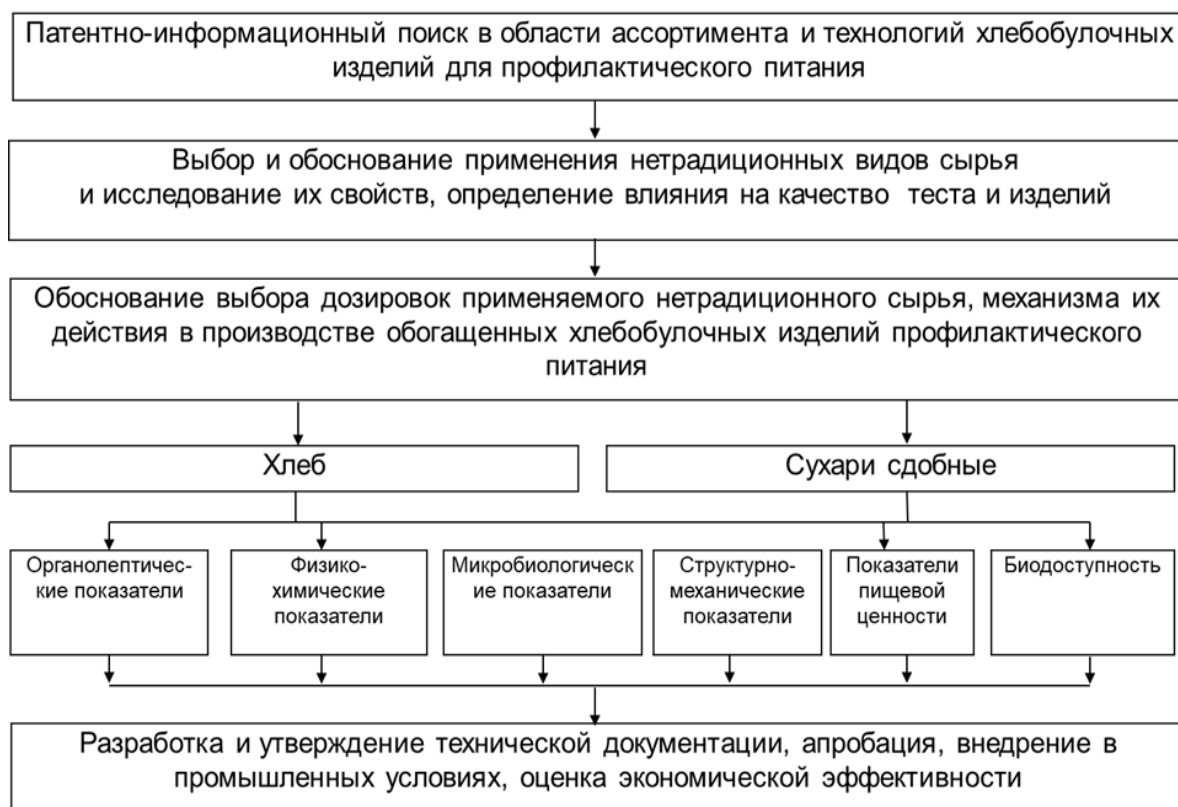 Патентно-информационный поиск в области ассортимента и технологий хлебобулочных
изделий для профилактического питания
Выбор и обоснование применения нетрадиционных видов сырья
и исследование их свойств, определение влияния на качество теста и изделий
Обоснование выбора дозировок применяемого нетрадиционного сырья, механизма их
действия в производстве обогащенных хлебобулочных изделий профилактического
питания
Хлеб
Сухари сдобные
Органолептичес-
кие показатели
Физико-
химические
показатели
Микробиологическ
ие показатели
Структурно-
механические
показатели
Показатели
пищевой
ценности
Биодоступность
Разработка и утверждение технической документации, апробация, внедрение в
промышленных условиях, оценка экономической эффективности